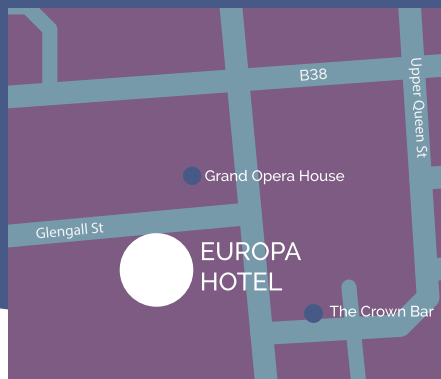 B38
Upper Queen St
Grand Opera House
Glengall St
EUROPA
HOTEL
The Crown Bar